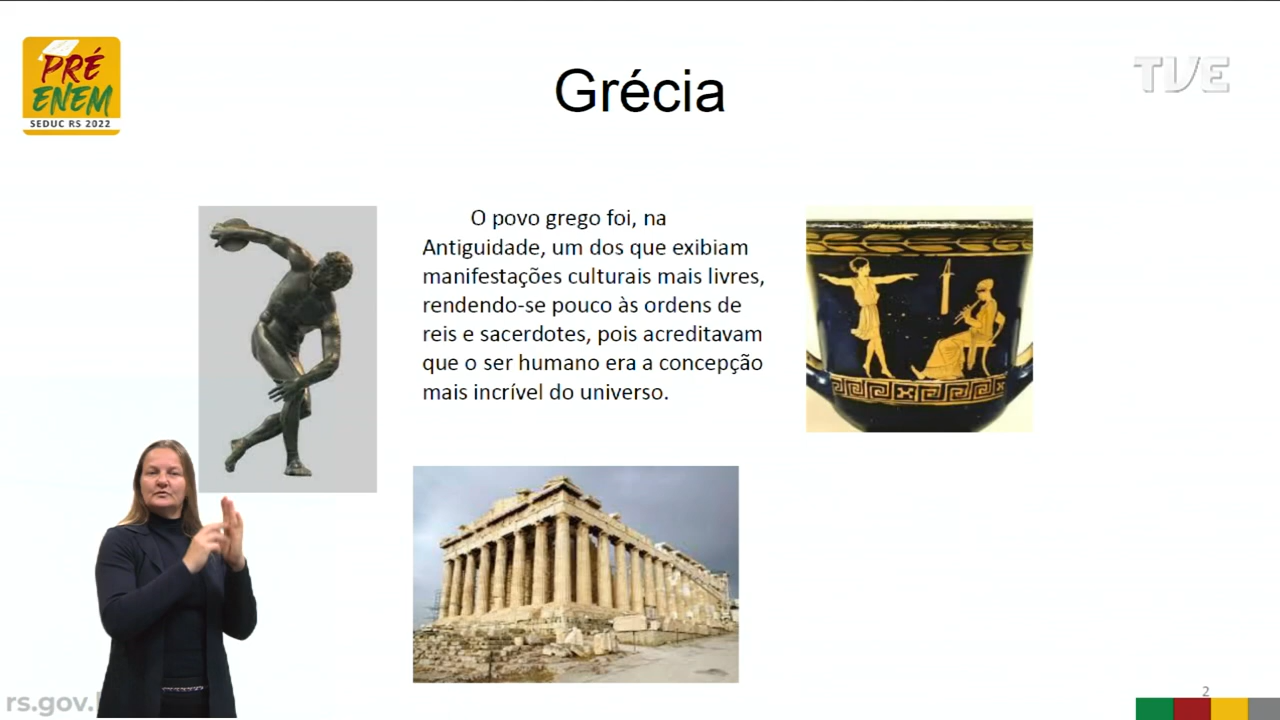 PRÉ
ENEM
SEDUC RS 2022
Grécia
TVE
O povo grego foi, na
Antiguidade, um dos que exibiam
manifestações culturais mais livres,
rendendo-se pouco às ordens de
reis e sacerdotes, pois acreditavam
que o ser humano era a concepção
mais incrível do universo.
rs.gov.
2